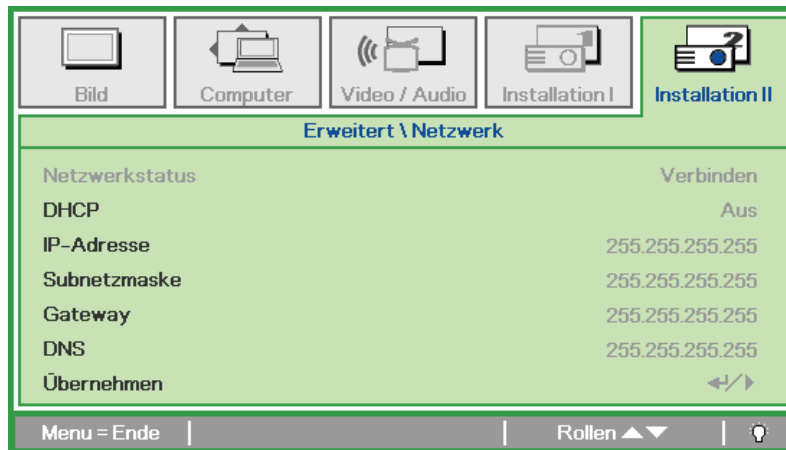 Bild
Computer
Video / Audio
1
Installation I
2
Installation II
Erweitert \ Netzwerk
Netzwerkstatus Verbinden
DHCP Aus
IP-Adresse 255.255.255.255
Subnetzmaske 255.255.255.255
Gateway 255.255.255.255
DNS 255.255.255.255
Übernehmen ↵/▶
Menu = Ende Rollen ▲▼